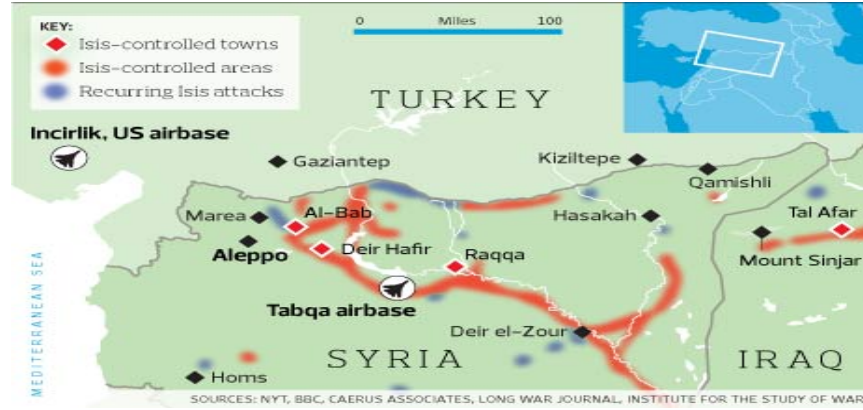 KEY:
Isis-controlled towns
Isis-controlled areas
Recurring Isis attacks
0 Miles 100
TURKEY
Incirlik, US airbase
Gaziantep
Kiziltepe
Qamishli
Marea
Al-Bab
Hasakah
Tal Afar
Aleppo
Deir Hafir
Raqqa
Mount Sinjar
Tabqa airbase
Deir el-Zour
SYRIA
IRAQ
Homs
MEDITERRANEAN SEA
SOURCES: NYT, BBC, CAERUS ASSOCIATES, LONG WAR JOURNAL, INSTITUTE FOR THE STUDY OF WAR